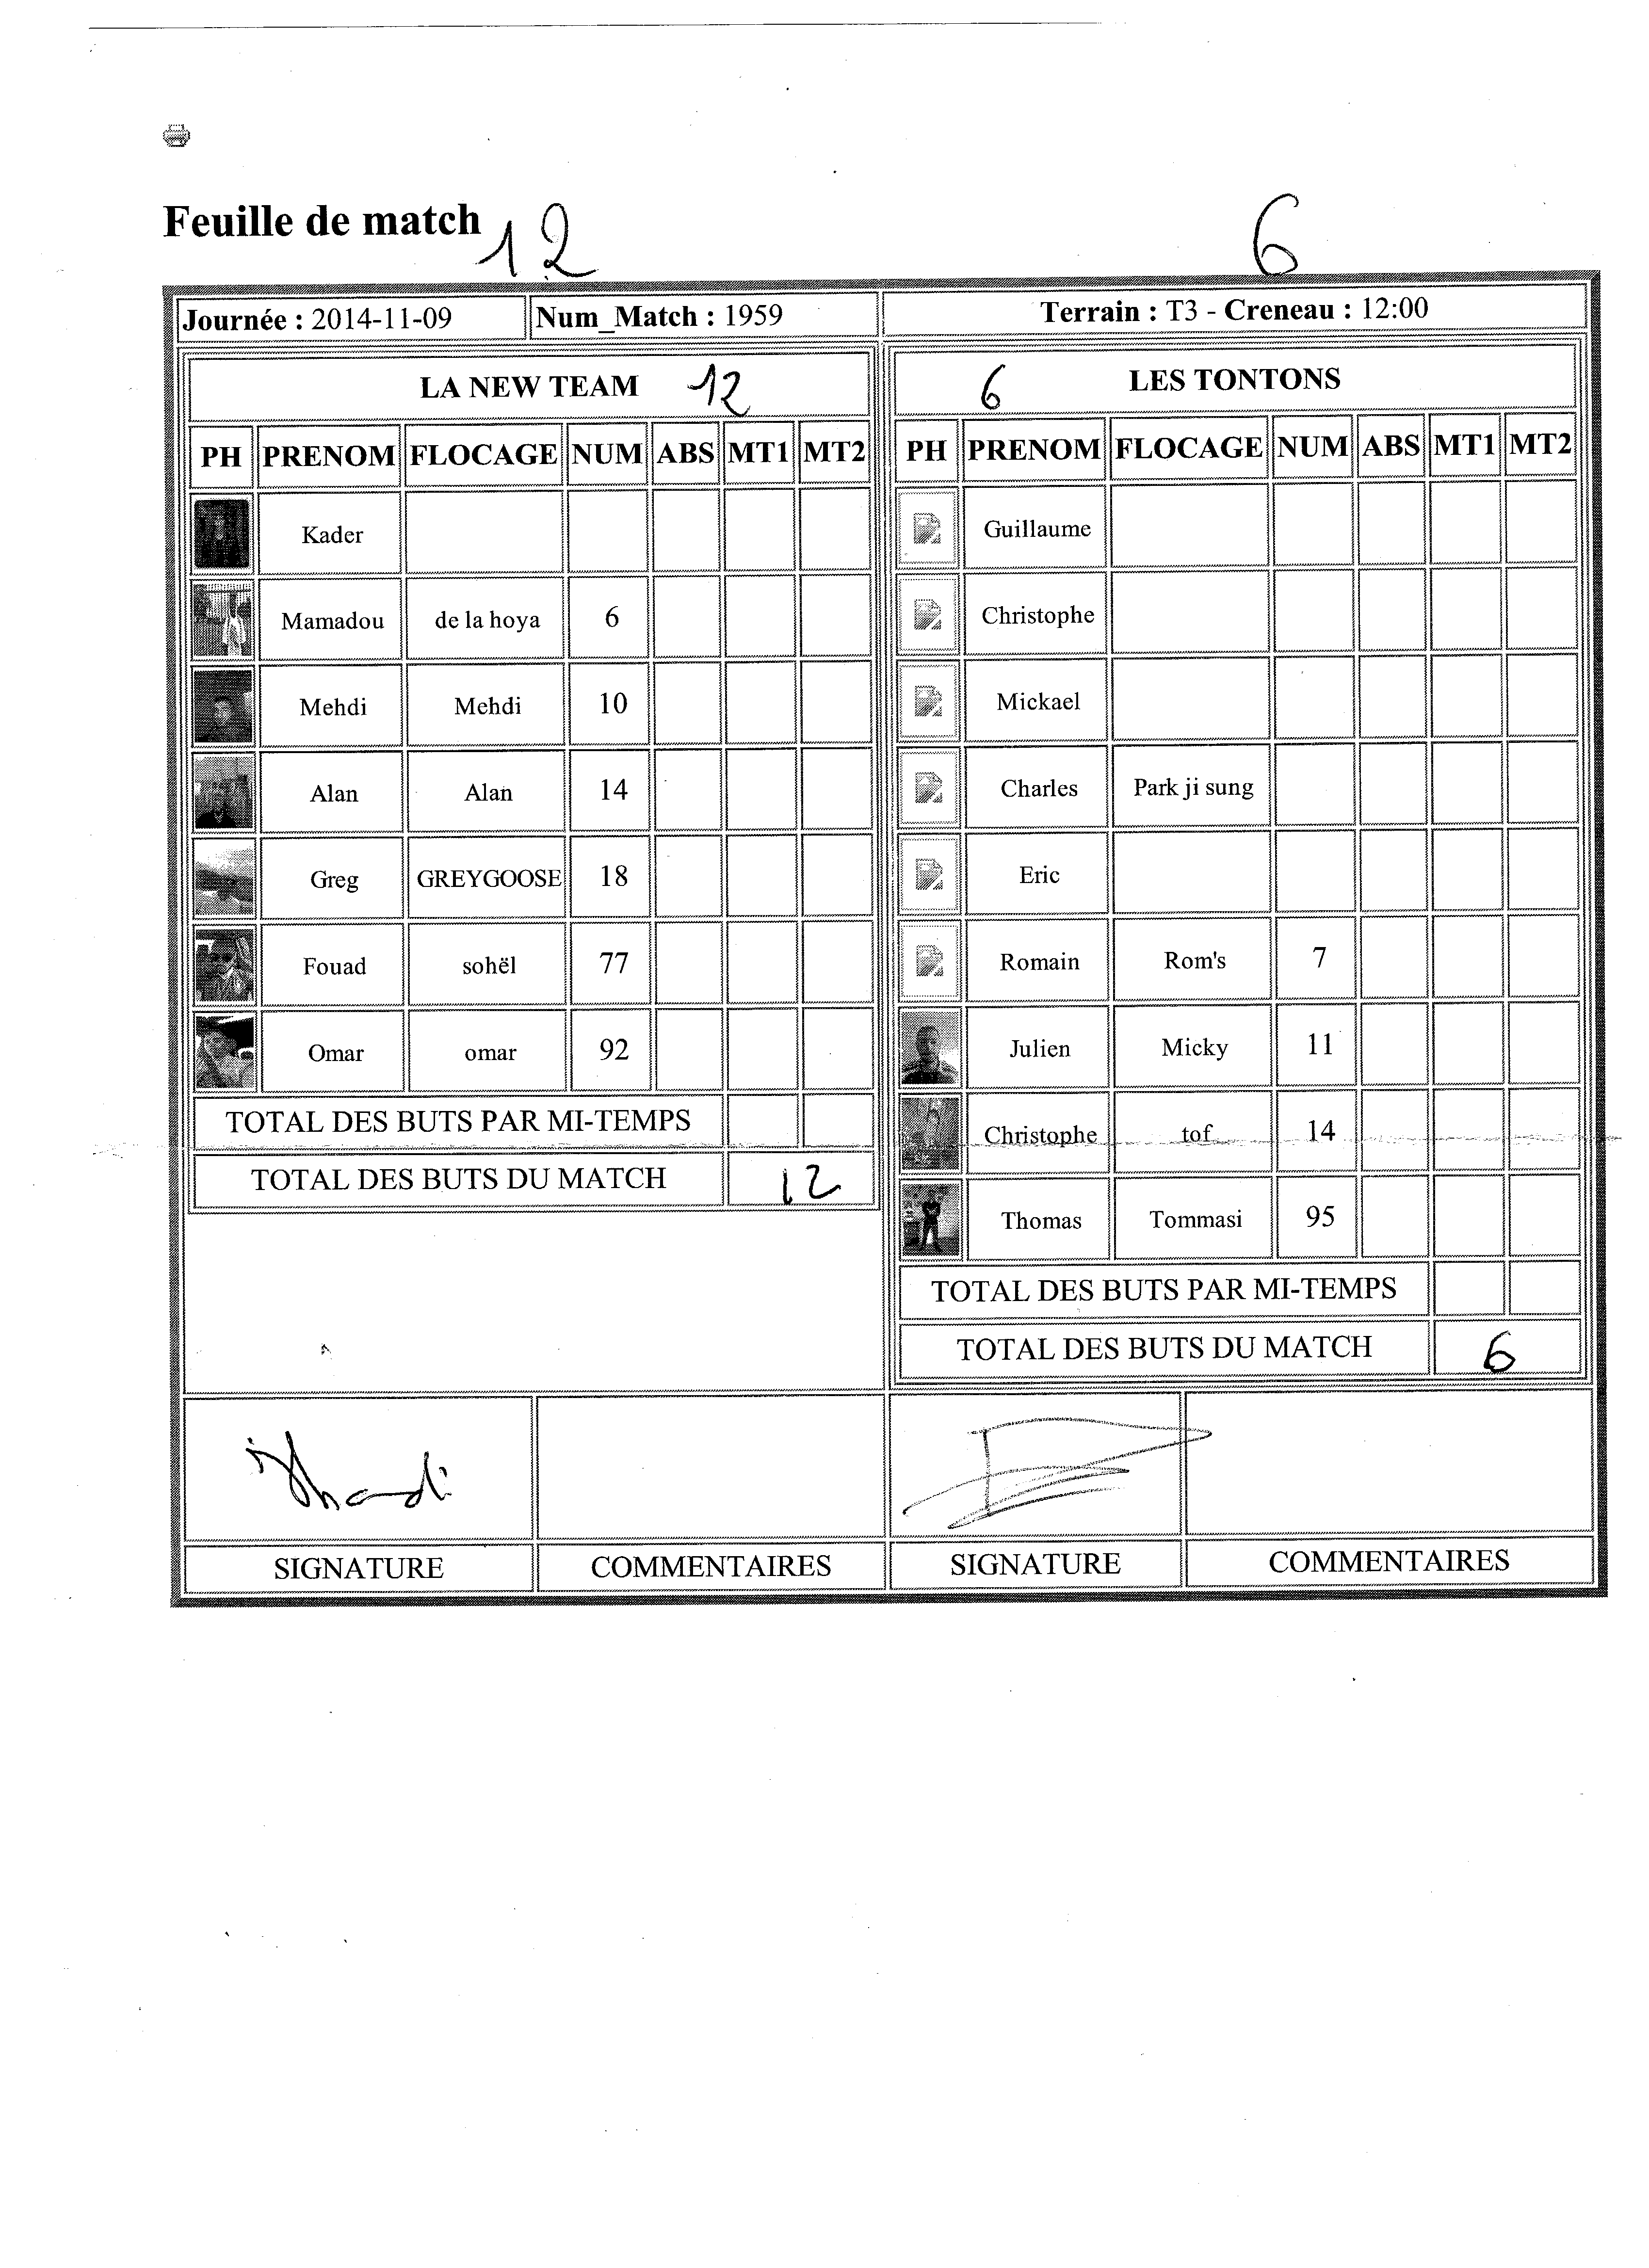 Feuille de match 12 6
Journée : 2014-11-09 Num_Match : 1959 Terrain : T3 - Creneau : 12:00
LA NEW TEAM 12
PH PRENOM FLOCAGE NUM ABS MT1 MT2
Kader
Mamadou de la hoya 6
Mehdi Mehdi 10
Alan Alan 14
Greg GREYGOOSE 18
Fouad sohël 77
Omar omar 92
TOTAL DES BUTS PAR MI-TEMPS
TOTAL DES BUTS DU MATCH 12
6 LES TONTONS
PH PRENOM FLOCAGE NUM ABS MT1 MT2
Guillaume
Christophe
Mickael
Charles Park ji sung
Eric
Romain Rom's 7
Julien Micky 11
Christophe tof 14
Thomas Tommasi 95
TOTAL DES BUTS PAR MI-TEMPS
TOTAL DES BUTS DU MATCH 6
SIGNATURE COMMENTAIRES SIGNATURE COMMENTAIRES